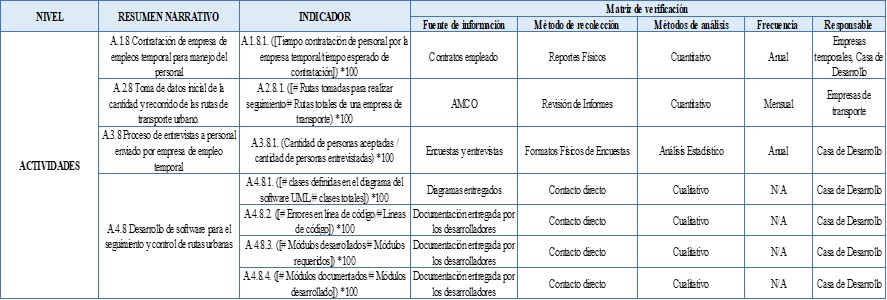 NIVEL RESUMEN NARRATIVO INDICADOR Matriz de verificación
Fuente de información Método de recolección Métodos de análisis Frecuencia Responsable
ACTIVIDADES
A.1.8 Contratación de empresa de
empleos temporal para manejo del
personal
A.1.8.1. ([Tiempo contratación de personal por la
empresa temporal/tiempo esperado de
contratación]) *100
Contratos empleado
Reportes Físicos
Cuantitativo
Anual
Empresas
temporales, Casa de
Desarrollo
A.2.8 Toma de datos inicial de la
cantidad y recorrido de las rutas de
transporte urbano.
A.2.8.1. ([# Rutas tomadas para realizar
seguimiento/# Rutas totales de una empresa de
transporte) *100
AMCO
Revisión de Informes
Cuantitativo
Mensual
Empresas de
transporte
A.3.8 Proceso de entrevistas a personal
enviado por empresa de empleo
temporal
A.3.8.1. (Cantidad de personas aceptadas /
cantidad de personas entrevistadas) *100
Encuestas y entrevistas
Formatos Físicos de Encuestas
Análisis Estadístico
Anual
Casa de Desarrollo
A.4.8 Desarrollo de software para el
seguimiento y control de rutas urbanas
A.4.8.1. ([# clases definidas en el diagrama del
software UML/# clases totales]) *100
Diagramas entregados
Contacto directo
Cualitativo
N/A
Casa de Desarrollo
A.4.8.2. ([# Errores en línea de código/#Líneas
de código]) *100
Documentación entregada por
los desarrolladores
Contacto directo
Cualitativo
N/A
Casa de Desarrollo
A.4.8.3. ([# Módulos desarrollados/# Módulos
requeridos]) *100
Documentación entregada por
los desarrolladores
Contacto directo
Cualitativo
N/A
Casa de Desarrollo
A.4.8.4. ([# Módulos documentados/# Módulos
desarrollado]) *100
Documentación entregada por
los desarrolladores
Contacto directo
Cualitativo
N/A
Casa de Desarrollo